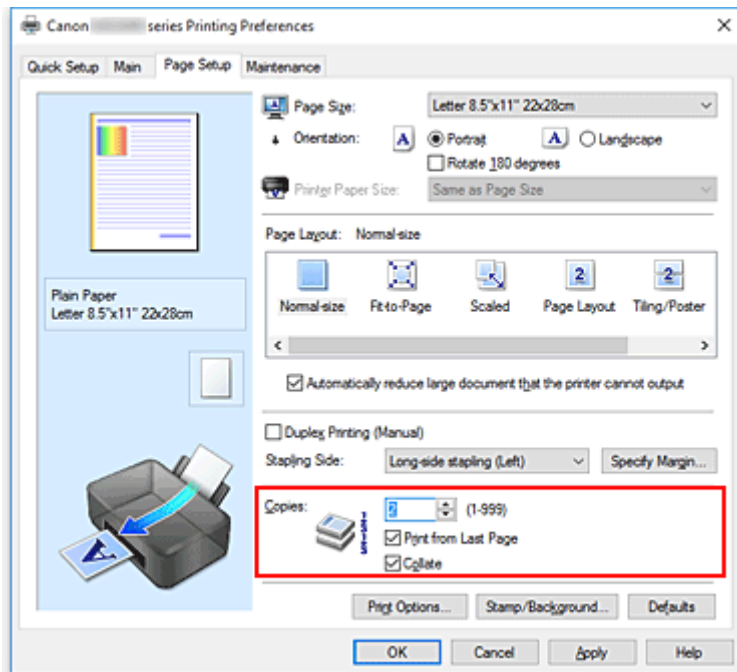 Canon series Printing Preferences
Quick Setup Main Page Setup Maintenance
Page Size: Letter 8.5"x11" 22x28cm
Orientation: A Portrait A Landscape
Rotate 180 degrees
Printer Paper Size: Same as Page Size
Page Layout: Normal-size
2 2
Normal-size Fit-to-Page Scaled Page Layout Tiling/Poster
Plain Paper
Letter 8.5"x11" 22x28cm
Automatically reduce large document that the printer cannot output
Duplex Printing (Manual)
Stapling Side: Long-side stapling (Left) Specify Margin...
Copies: 2 (1-999)
Print from Last Page
Collate
A
Print Options... Stamp/Background... Defaults
OK Cancel Apply Help